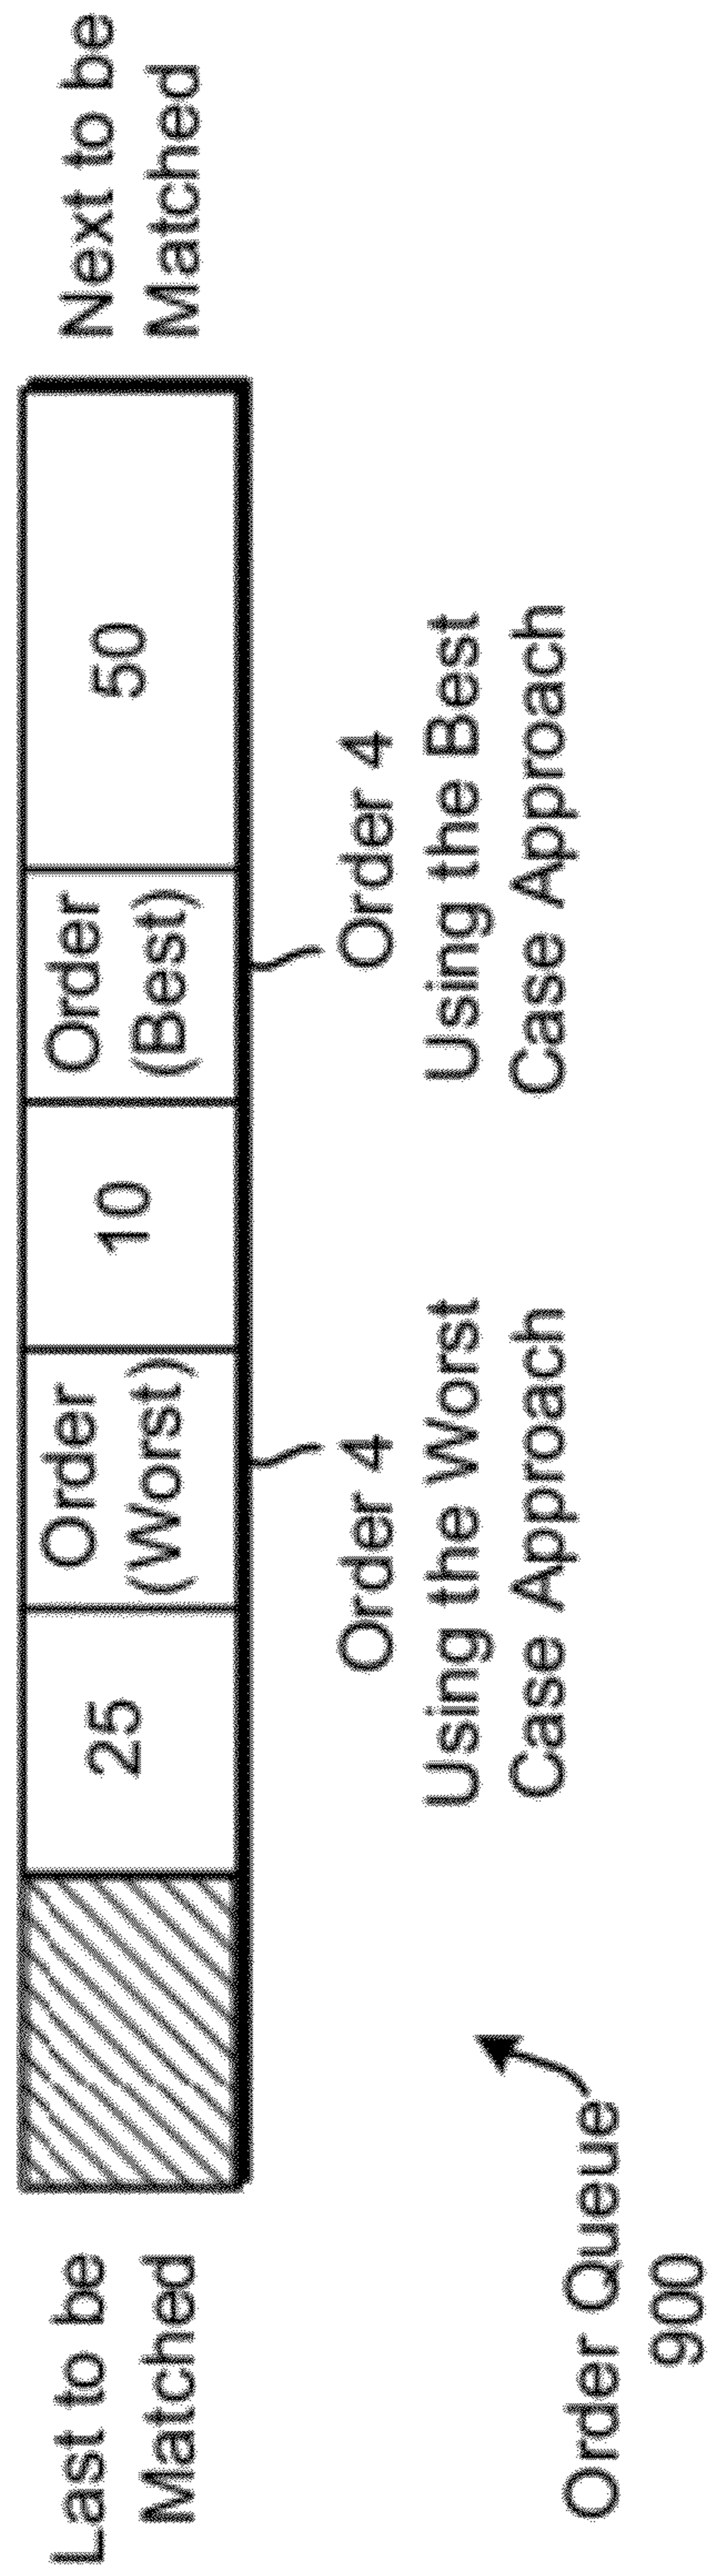 Last to be
Matched
25
Order
(Worst)
10
Order
(Best)
50
Next to be
Matched
Order 4
Using the Worst
Case Approach
Order 4
Using the Best
Case Approach
Order Queue
900